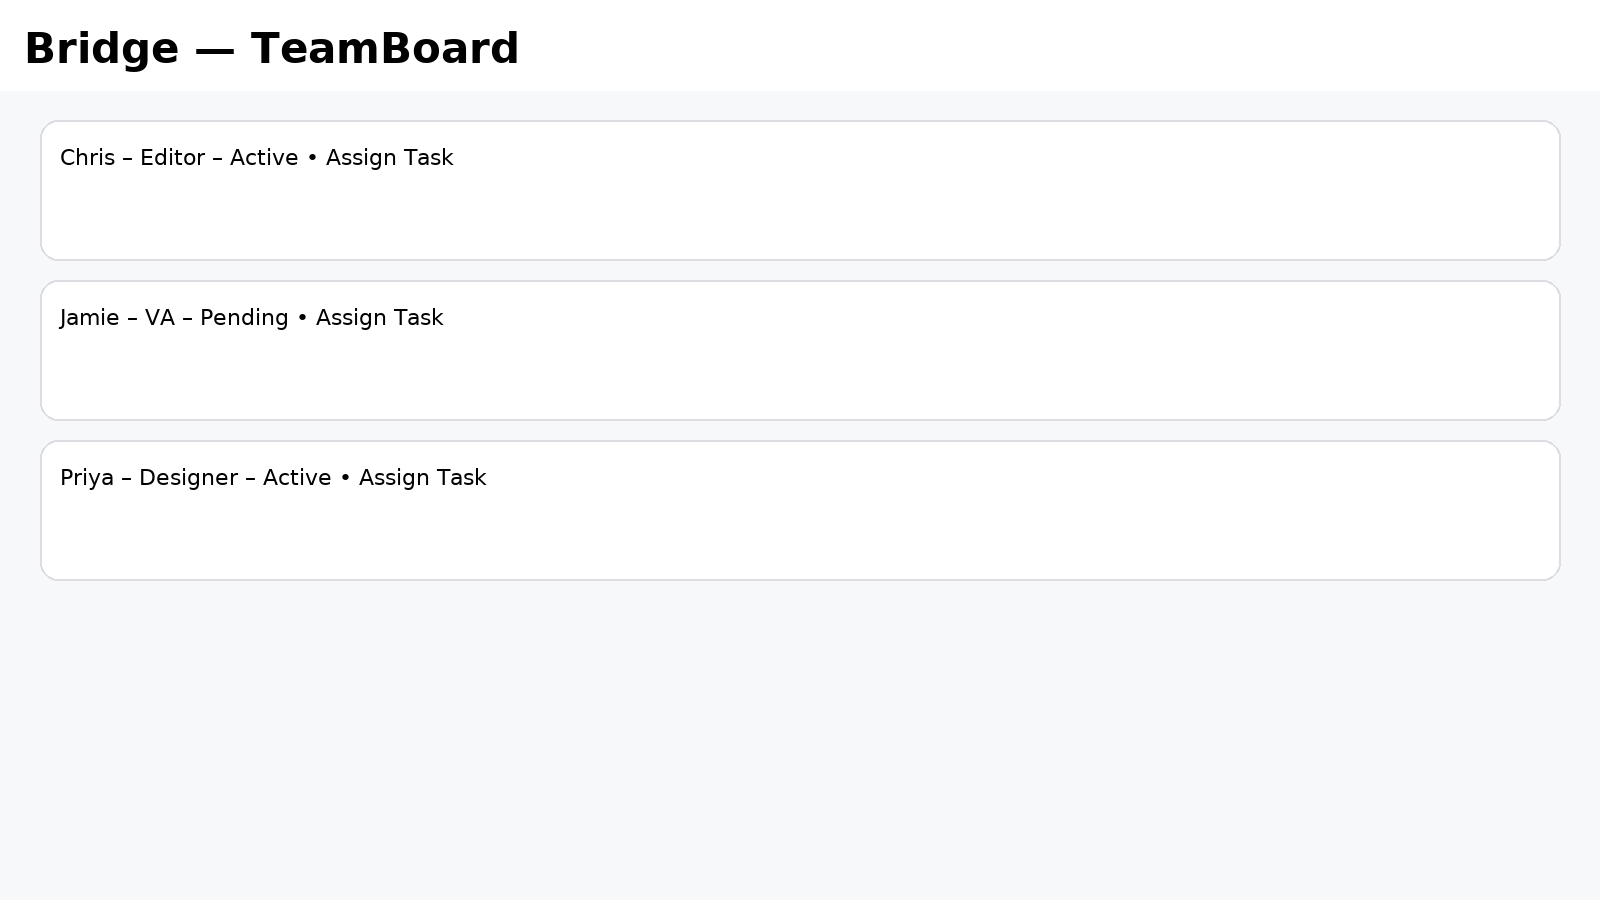 Bridge — TeamBoard
Chris – Editor – Active • Assign Task
Jamie – VA – Pending • Assign Task
Priya – Designer – Active • Assign Task